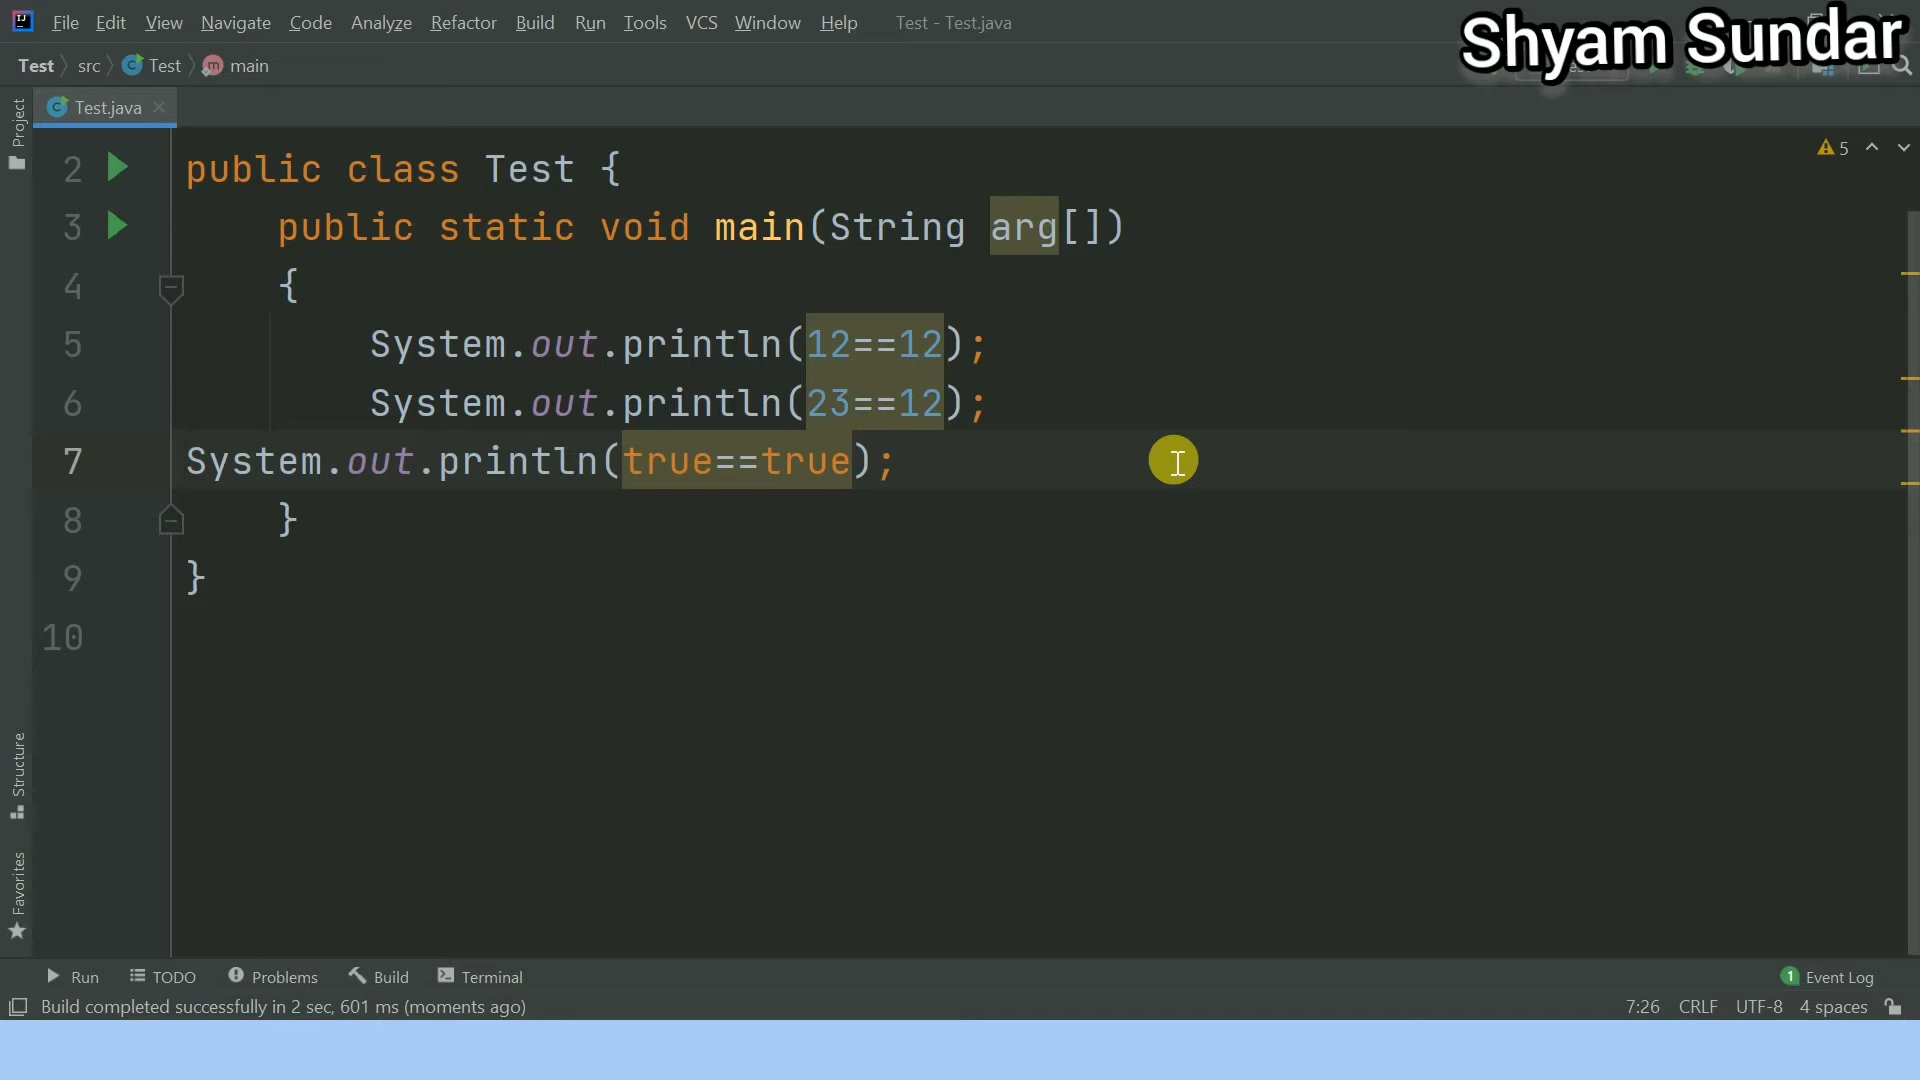 File Edit View Navigate Code Analyze Refactor Build Run Tools VCS Window Help Test - Test.java
Shyam Sundar
Test src Test main
Test.java
Project
5
2 public class Test {
3 public static void main(String arg[])
4 {
5 System.out.println(12==12);
6 System.out.println(23==12);
7 System.out.println(true==true);
8 }
9 }
10
Structure
Favorites
Run TODO Problems Build Terminal 1 Event Log
Build completed successfully in 2 sec, 601 ms (moments ago) 7:26 CRLF UTF-8 4 spaces